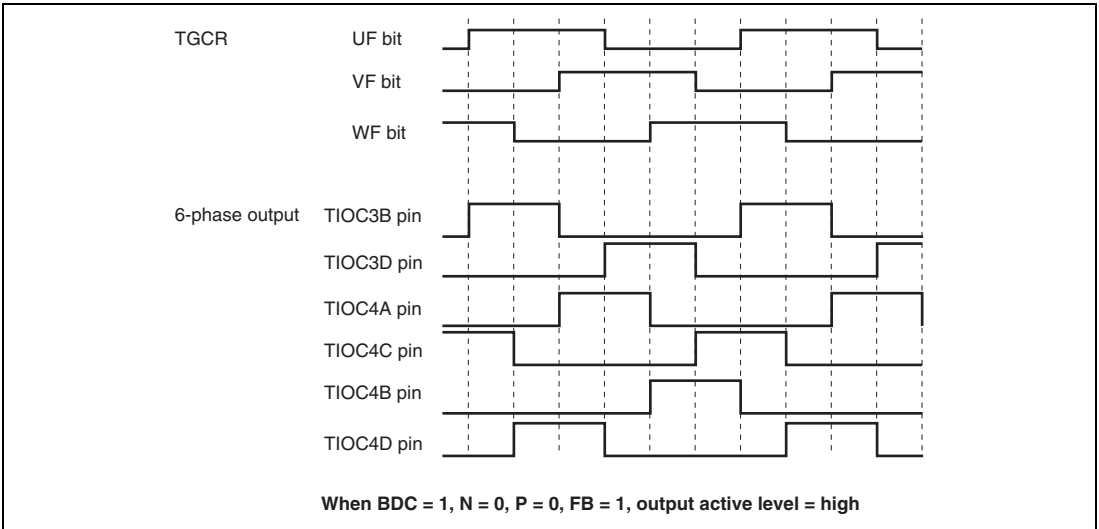 TGCR UF bit
VF bit
WF bit
6-phase output TIOC3B pin
TIOC3D pin
TIOC4A pin
TIOC4C pin
TIOC4B pin
TIOC4D pin
When BDC = 1, N = 0, P = 0, FB = 1, output active level = high